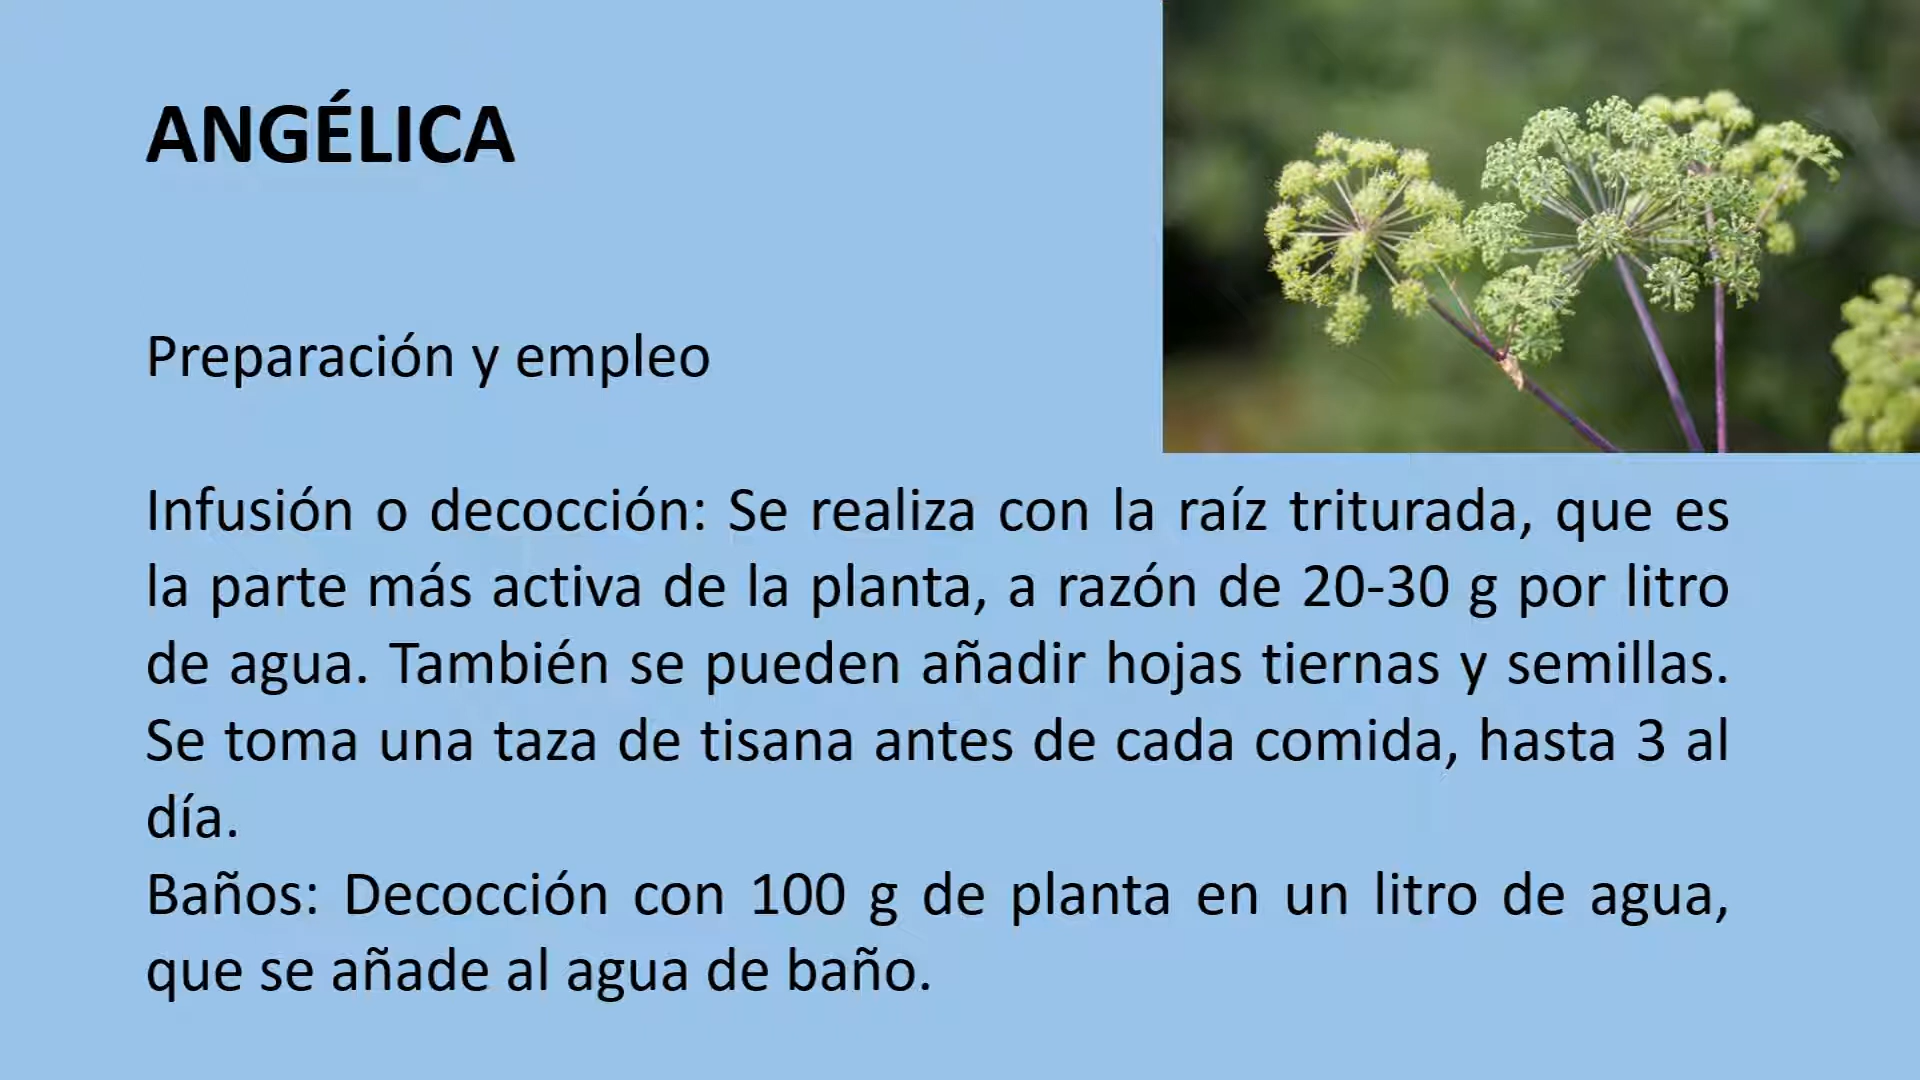 ANGÉLICA
Preparación y empleo
Infusión o decocción: Se realiza con la raíz triturada, que es
la parte más activa de la planta, a razón de 20-30 g por litro
de agua. También se pueden añadir hojas tiernas y semillas.
Se toma una taza de tisana antes de cada comida, hasta 3 al
día.
Baños: Decocción con 100 g de planta en un litro de agua,
que se añade al agua de baño.